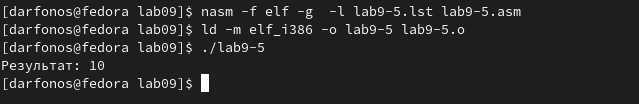 [darfonos@fedora lab09]$ nasm -f elf -g  -l lab9-5.lst lab9-5.asm
[darfonos@fedora lab09]$ ld -m elf_i386 -o lab9-5 lab9-5.o
[darfonos@fedora lab09]$ ./lab9-5
Результат: 10
[darfonos@fedora lab09]$